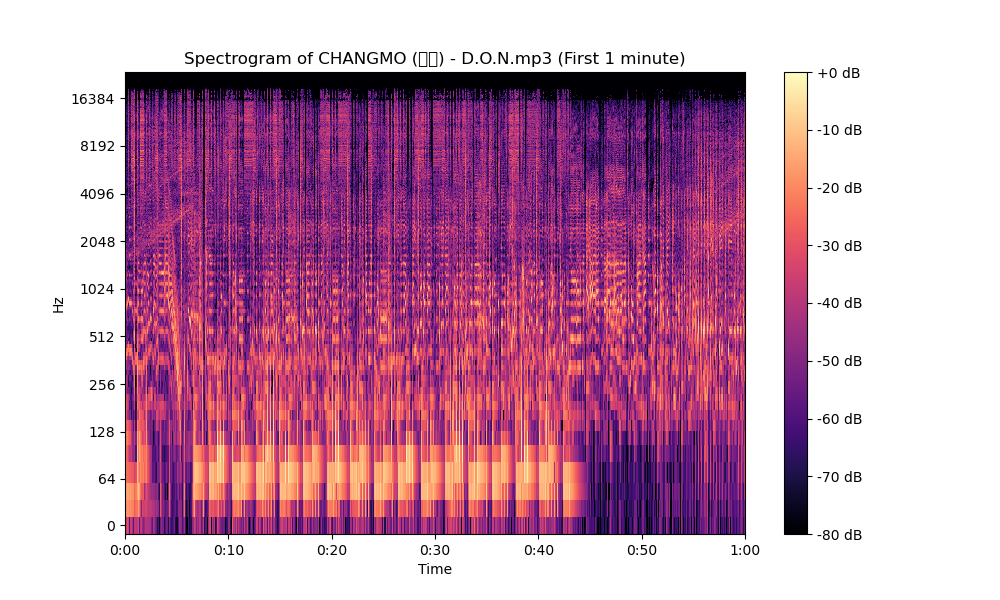 Spectrogram of CHANGMO (▯▯) - D.O.N.mp3 (First 1 minute)
Hz
16384
8192
4096
2048
1024
512
256
128
64
0
0:00 0:10 0:20 0:30 0:40 0:50 1:00
Time
+0 dB
-10 dB
-20 dB
-30 dB
-40 dB
-50 dB
-60 dB
-70 dB
-80 dB